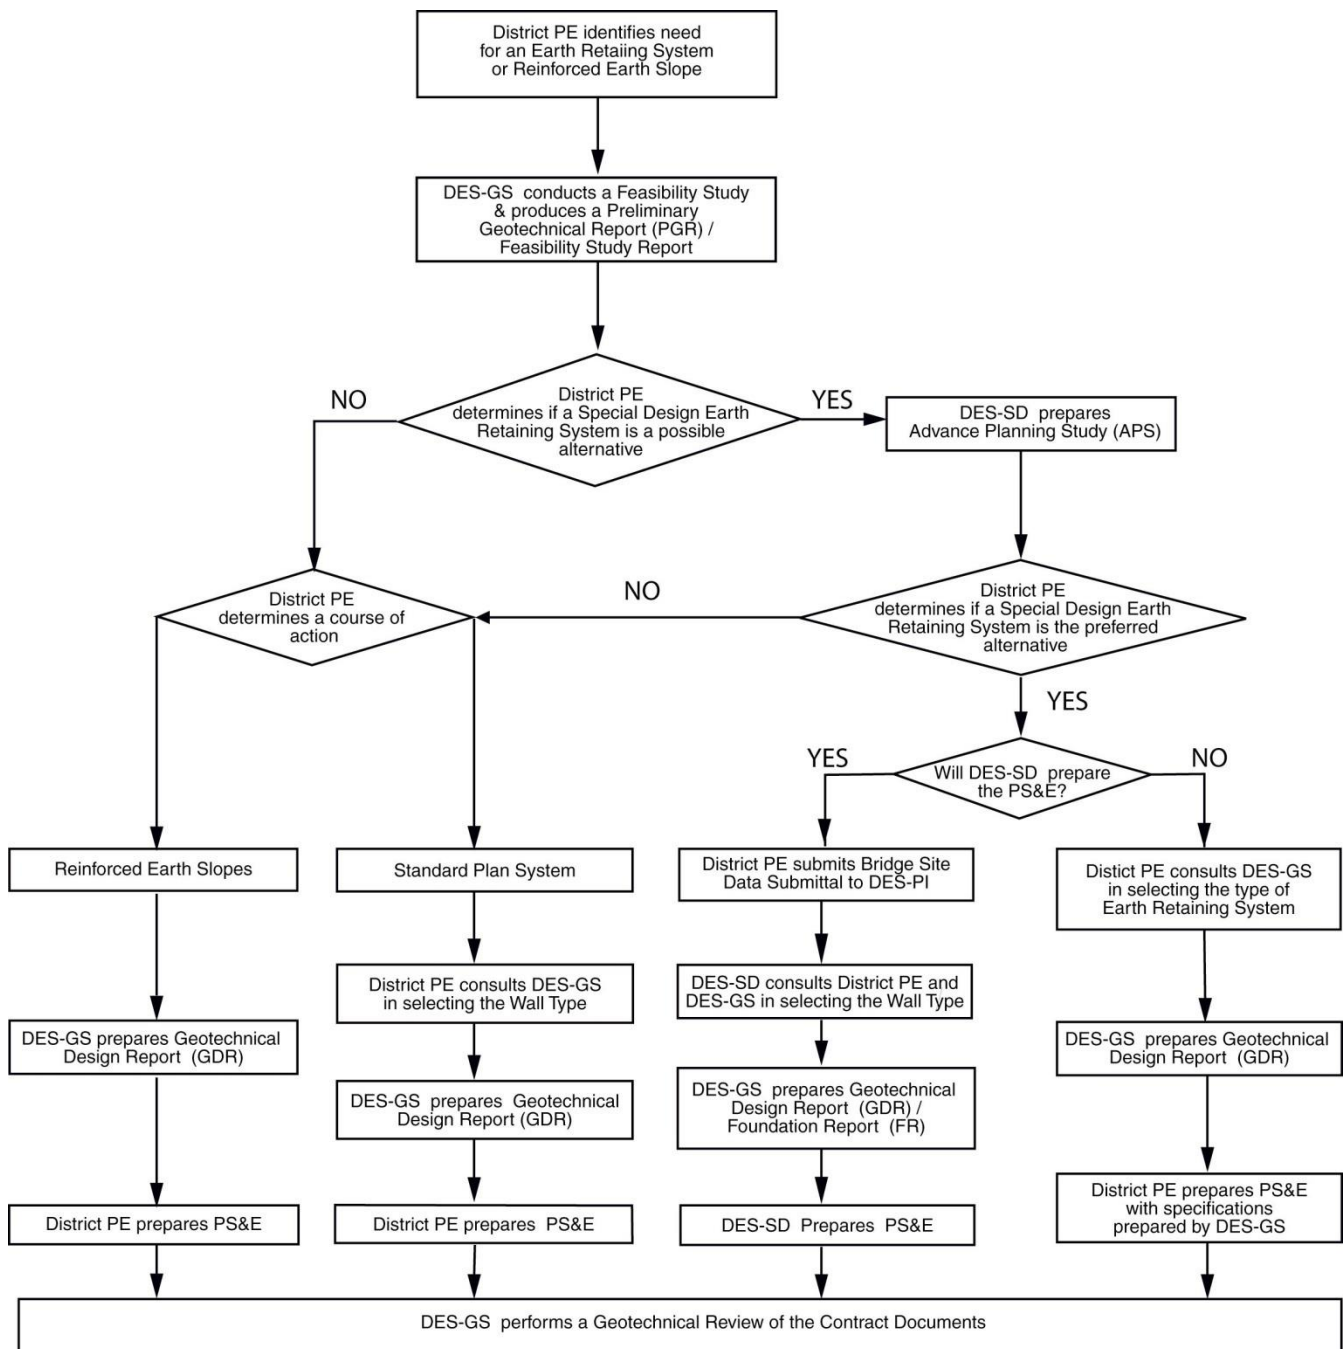 District PE identifies need
for an Earth Retaiing System
or Reinforced Earth Slope
DES-GS conducts a Feasibility Study
& produces a Preliminary
Geotechnical Report (PGR) /
Feasibility Study Report
NO
District PE
determines if a Special Design Earth
Retaining System is a possible
alternative
YES
DES-SD prepares
Advance Planning Study (APS)
District PE
determines a course of
action
NO
District PE
determines if a Special Design Earth
Retaining System is the preferred
alternative
YES
YES
Will DES-SD prepare
the PS&E?
NO
Reinforced Earth Slopes
Standard Plan System
District PE submits Bridge Site
Data Submittal to DES-PI
Distict PE consults DES-GS
in selecting the type of
Earth Retaining System
District PE consults DES-GS
in selecting the Wall Type
DES-SD consults District PE and
DES-GS in selecting the Wall Type
DES-GS prepares Geotechnical
Design Report (GDR)
DES-GS prepares Geotechnical
Design Report (GDR)
DES-GS prepares Geotechnical
Design Report (GDR) /
Foundation Report (FR)
DES-GS prepares Geotechnical
Design Report (GDR)
District PE prepares PS&E
District PE prepares PS&E
DES-SD Prepares PS&E
District PE prepares PS&E
with specifications
prepared by DES-GS
DES-GS performs a Geotechnical Review of the Contract Documents